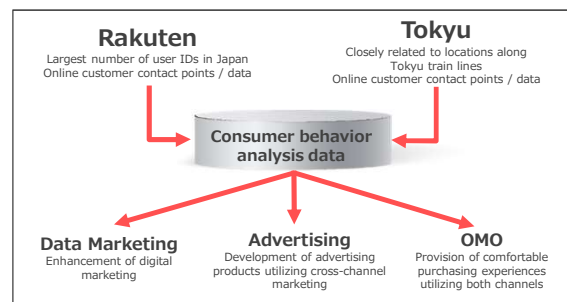 Rakuten
Largest number of user IDs in Japan
Online customer contact points / data
Tokyu
Closely related to locations along
Tokyu train lines
Online customer contact points / data
Consumer behavior
analysis data
Data Marketing
Enhancement of digital
marketing
Advertising
Development of advertising
products utilizing cross-channel
marketing
OMO
Provision of comfortable
purchasing experiences
utilizing both channels